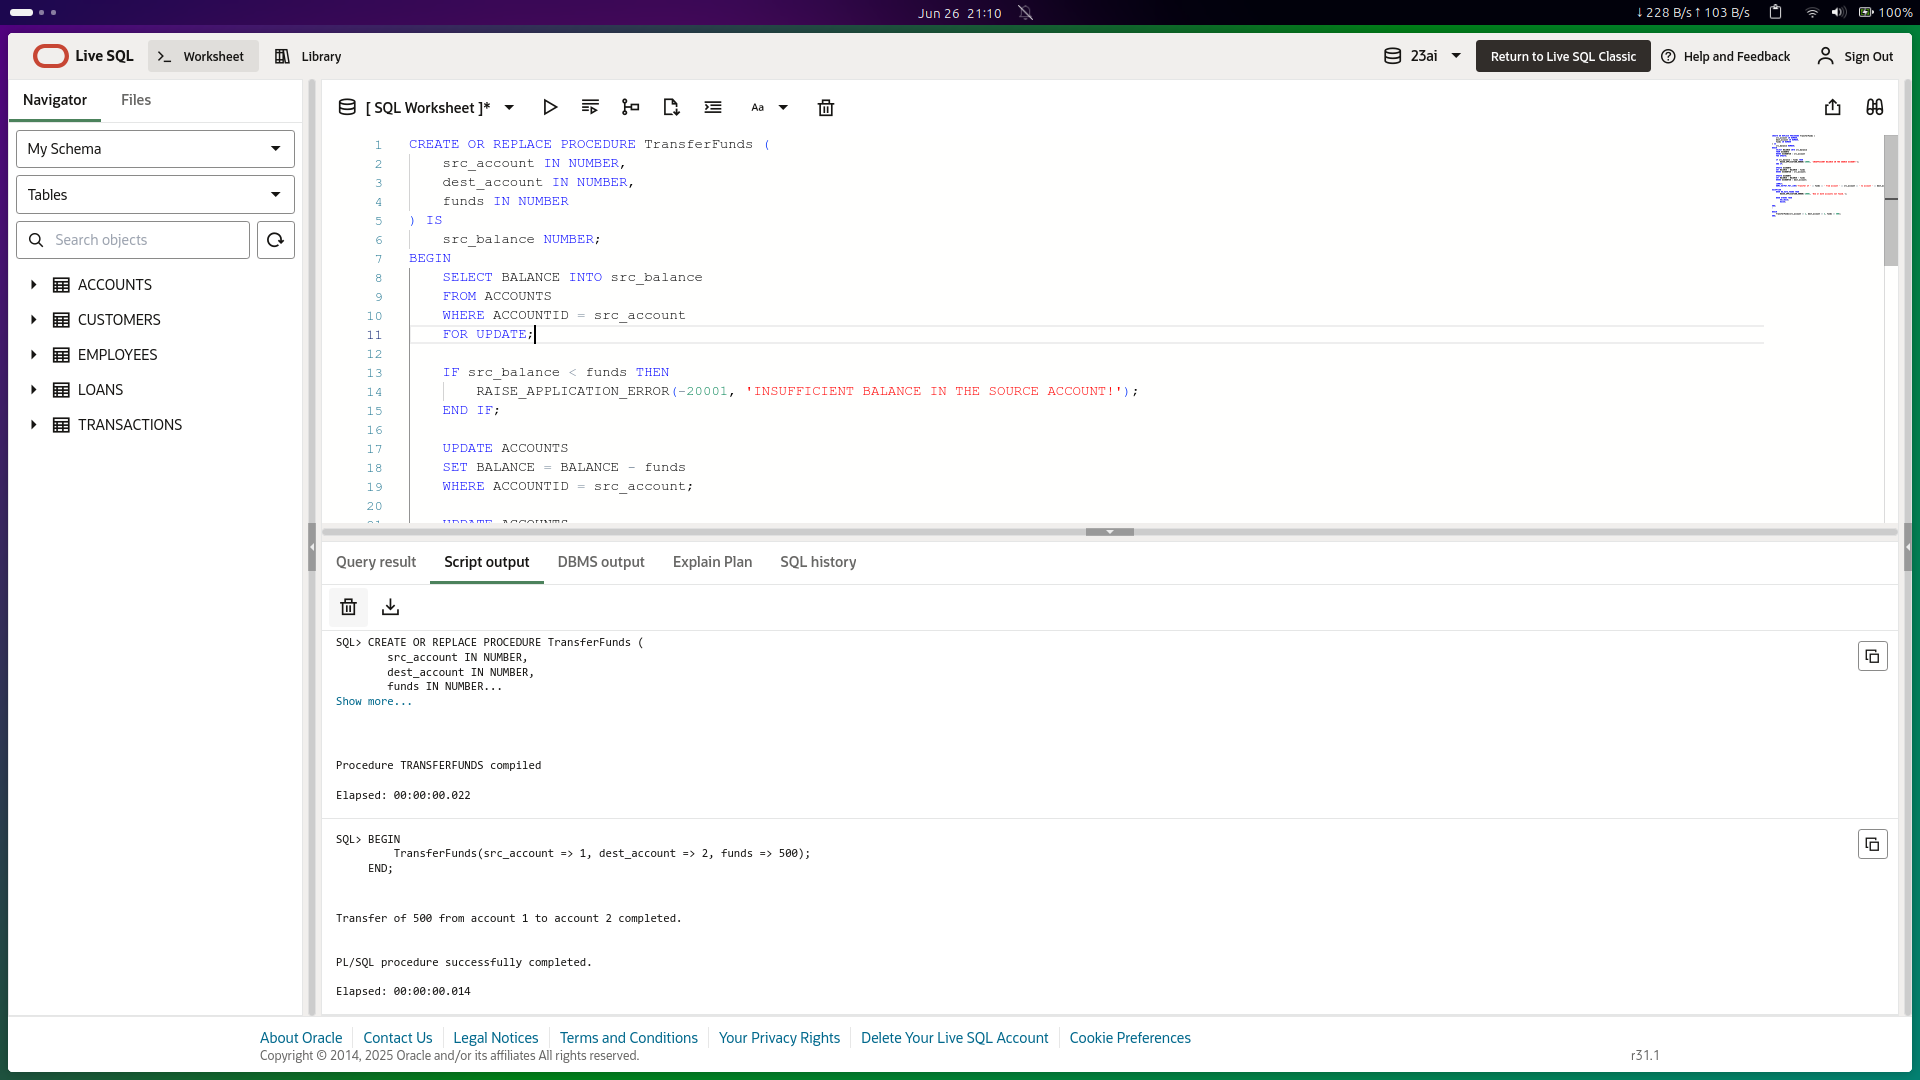 Jun 26 21:10
↓ 228 B/s ↑ 103 B/s
100%
Live SQL
Worksheet
Library
23ai
Return to Live SQL Classic
Help and Feedback
Sign Out
Navigator
Files
My Schema
Tables
Search objects
ACCOUNTS
CUSTOMERS
EMPLOYEES
LOANS
TRANSACTIONS
[ SQL Worksheet ]*
Aa
1 CREATE OR REPLACE PROCEDURE TransferFunds (
2 src_account IN NUMBER,
3 dest_account IN NUMBER,
4 funds IN NUMBER
5 ) IS
6 src_balance NUMBER;
7 BEGIN
8 SELECT BALANCE INTO src_balance
9 FROM ACCOUNTS
10 WHERE ACCOUNTID = src_account
11 FOR UPDATE;
12
13 IF src_balance < funds THEN
14 RAISE_APPLICATION_ERROR(-20001, 'INSUFFICIENT BALANCE IN THE SOURCE ACCOUNT!');
15 END IF;
16
17 UPDATE ACCOUNTS
18 SET BALANCE = BALANCE - funds
19 WHERE ACCOUNTID = src_account;
20
21 UPDATE ACCOUNTS
Query result
Script output
DBMS output
Explain Plan
SQL history
SQL> CREATE OR REPLACE PROCEDURE TransferFunds (
src_account IN NUMBER,
dest_account IN NUMBER,
funds IN NUMBER...
Show more...
Procedure TRANSFERFUNDS compiled
Elapsed: 00:00:00.022
SQL> BEGIN
TransferFunds(src_account => 1, dest_account => 2, funds => 500);
END;
Transfer of 500 from account 1 to account 2 completed.
PL/SQL procedure successfully completed.
Elapsed: 00:00:00.014
About Oracle
Contact Us
Legal Notices
Terms and Conditions
Your Privacy Rights
Delete Your Live SQL Account
Cookie Preferences
Copyright © 2014, 2025 Oracle and/or its affiliates All rights reserved.
r31.1